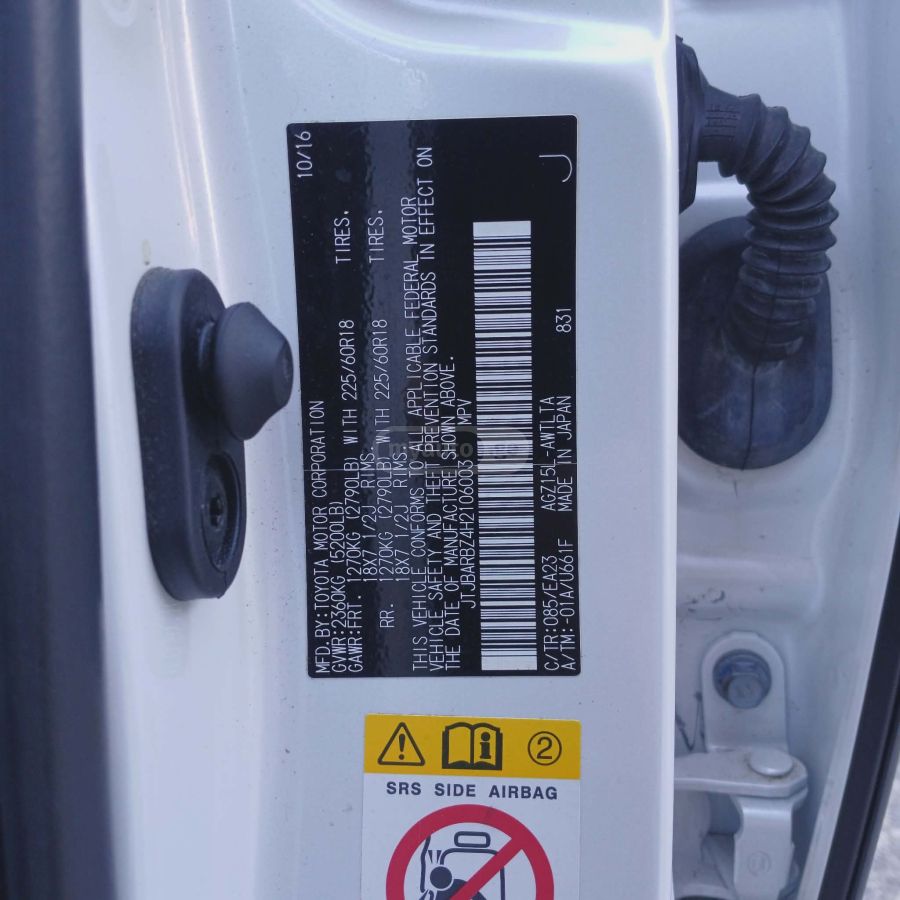 MFD.BY:TOYOTA MOTOR CORPORATION 10/16
GVWR:2360KG (5200LB)
GAWR:FRT. 1270KG (2790LB) WITH 225/60R18 TIRES,
18X7 1/2J RIMS.
RR. 1270KG (2790LB) WITH 225/60R18 TIRES,
18X7 1/2J RIMS.
THIS VEHICLE CONFORMS TO ALL APPLICABLE FEDERAL MOTOR
VEHICLE SAFETY AND THEFT PREVENTION STANDARDS IN EFFECT ON
THE DATE OF MANUFACTURE SHOWN ABOVE.
JTJBARBZ4H2106003 MPV
J
C/TR:085/EA23 AGZ15L-AWTLTA
A/TM:-01A/U661F MADE IN JAPAN 831
2
SRS SIDE AIRBAG